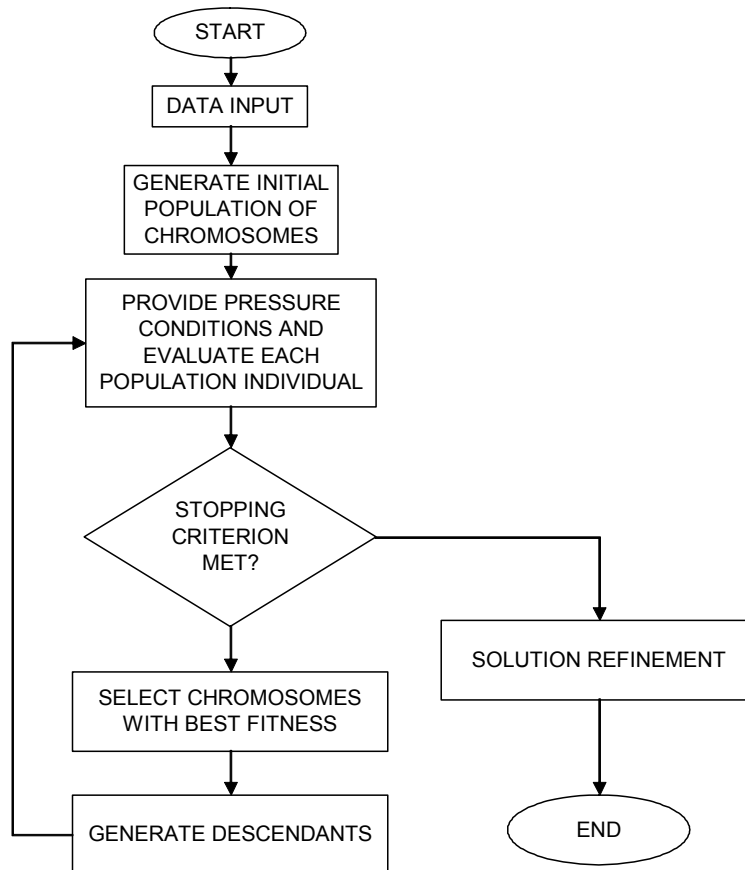 START
DATA INPUT
GENERATE INITIAL
POPULATION OF
CHROMOSOMES
PROVIDE PRESSURE
CONDITIONS AND
EVALUATE EACH
POPULATION INDIVIDUAL
STOPPING
CRITERION
MET?
SELECT CHROMOSOMES
WITH BEST FITNESS
GENERATE DESCENDANTS
SOLUTION REFINEMENT
END